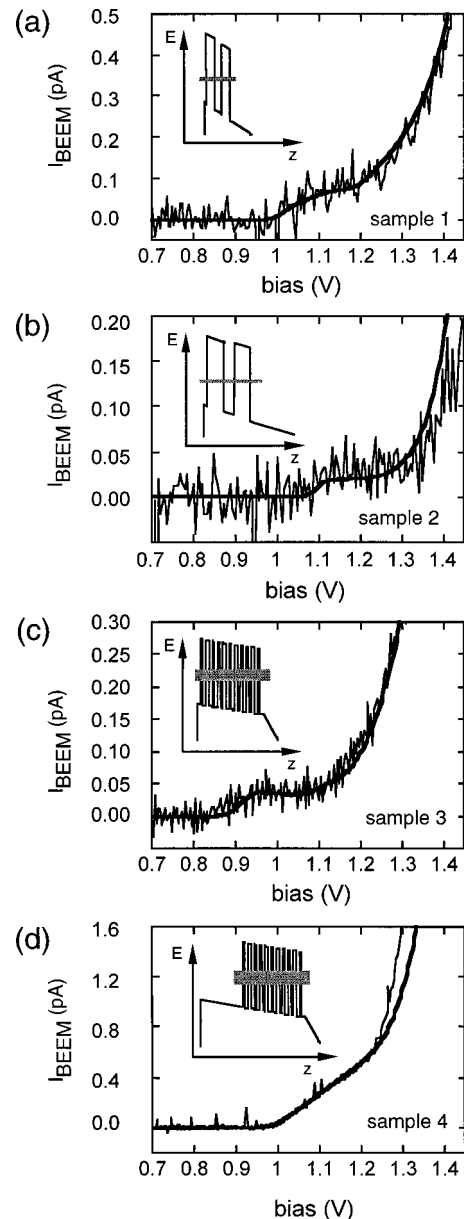 (a)
I_BEEM (pA)
0.5
0.4
0.3
0.2
0.1
0.0
E
z
sample 1
0.7 0.8 0.9 1 1.1 1.2 1.3 1.4
bias (V)
(b)
I_BEEM (pA)
0.20
0.15
0.10
0.05
0.00
E
z
sample 2
0.7 0.8 0.9 1 1.1 1.2 1.3 1.4
bias (V)
(c)
I_BEEM (pA)
0.30
0.25
0.20
0.15
0.10
0.05
0.00
E
z
sample 3
0.7 0.8 0.9 1 1.1 1.2 1.3 1.4
bias (V)
(d)
I_BEEM (pA)
1.6
1.2
0.8
0.4
0.0
E
z
sample 4
0.7 0.8 0.9 1 1.1 1.2 1.3 1.4
bias (V)